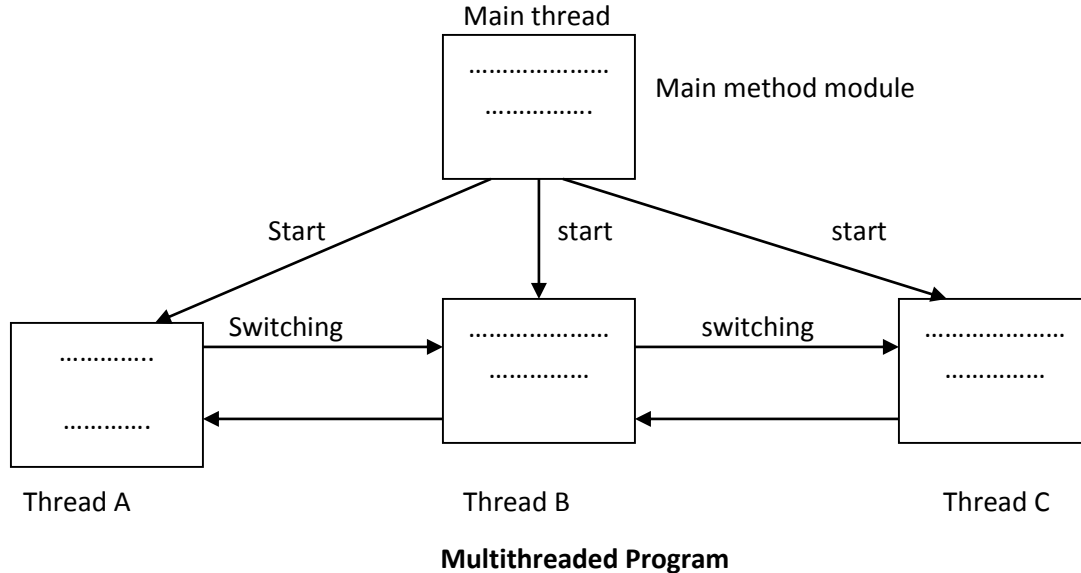 Main thread
…………………
…………….
Main method module
Start
start
start
Switching
switching
…………..
………….
…………………
……………
…………………
……………
Thread A
Thread B
Thread C
Multithreaded Program